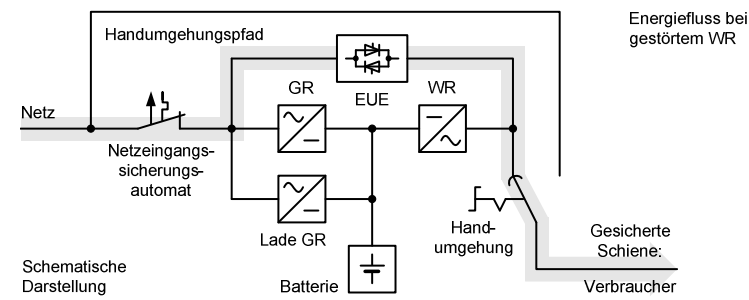 Energiefluss bei
gestörtem WR
Handumgehungspfad
GR
EUE
WR
Netz
Netzeingangs-
sicherungs-
automat
Lade GR
Hand-
umgehung
Gesicherte
Schiene:
Schematische
Darstellung
Batterie
Verbraucher